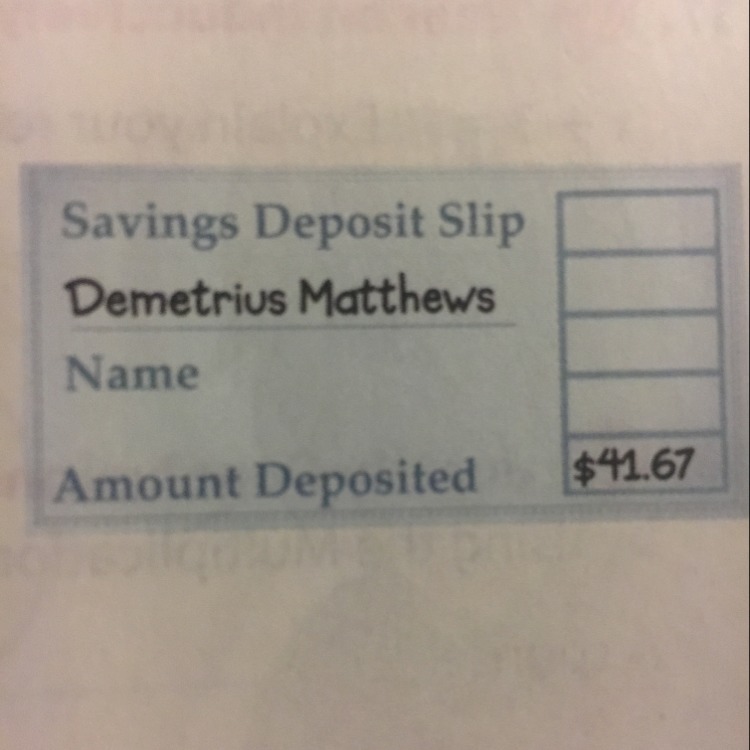 Savings Deposit Slip
Demetrius Matthews
Name
Amount Deposited $41.67